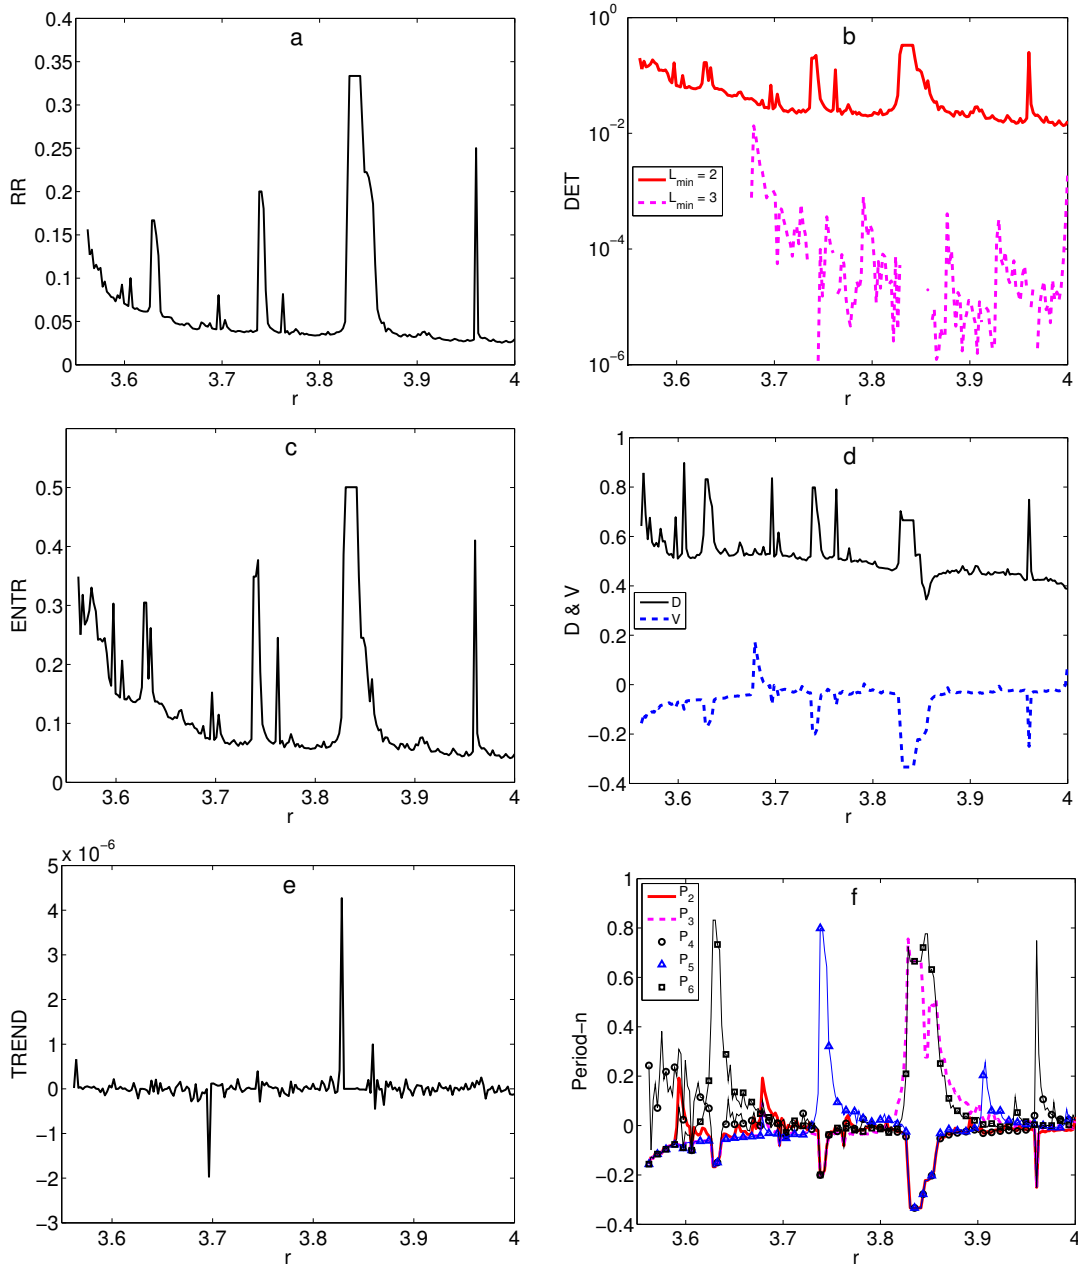 a
RR
0.4
0.35
0.3
0.25
0.2
0.15
0.1
0.05
0
3.6 3.7 3.8 3.9 4
r
b
DET
10^0
10^−2
10^−4
10^−6
L_min = 2
L_min = 3
3.6 3.7 3.8 3.9 4
r
c
ENTR
0.5
0.4
0.3
0.2
0.1
0
3.6 3.7 3.8 3.9 4
r
d
D & V
1
0.8
0.6
0.4
0.2
0
−0.2
−0.4
D
V
3.6 3.7 3.8 3.9 4
r
x 10^−6
e
TREND
5
4
3
2
1
0
−1
−2
−3
3.6 3.7 3.8 3.9 4
r
f
Period−n
1
0.8
0.6
0.4
0.2
0
−0.2
−0.4
P_2
P_3
P_4
P_5
P_6
3.6 3.7 3.8 3.9 4
r